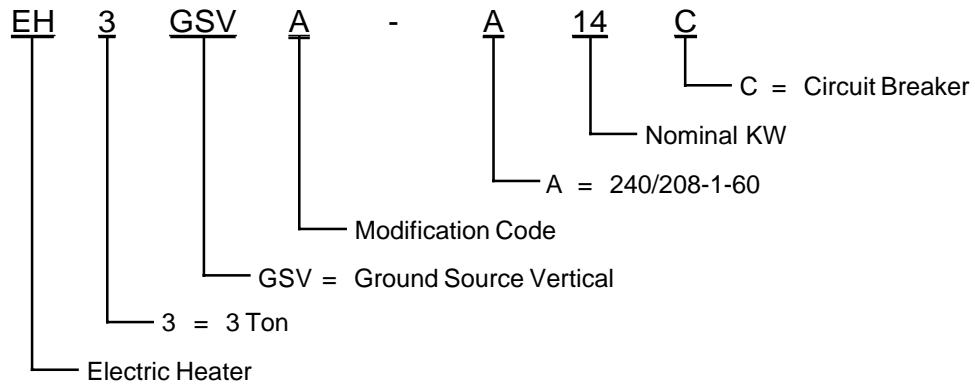 EH 3 GSV A - A 14 C
C = Circuit Breaker
Nominal KW
A = 240/208-1-60
Modification Code
GSV = Ground Source Vertical
3 = 3 Ton
Electric Heater